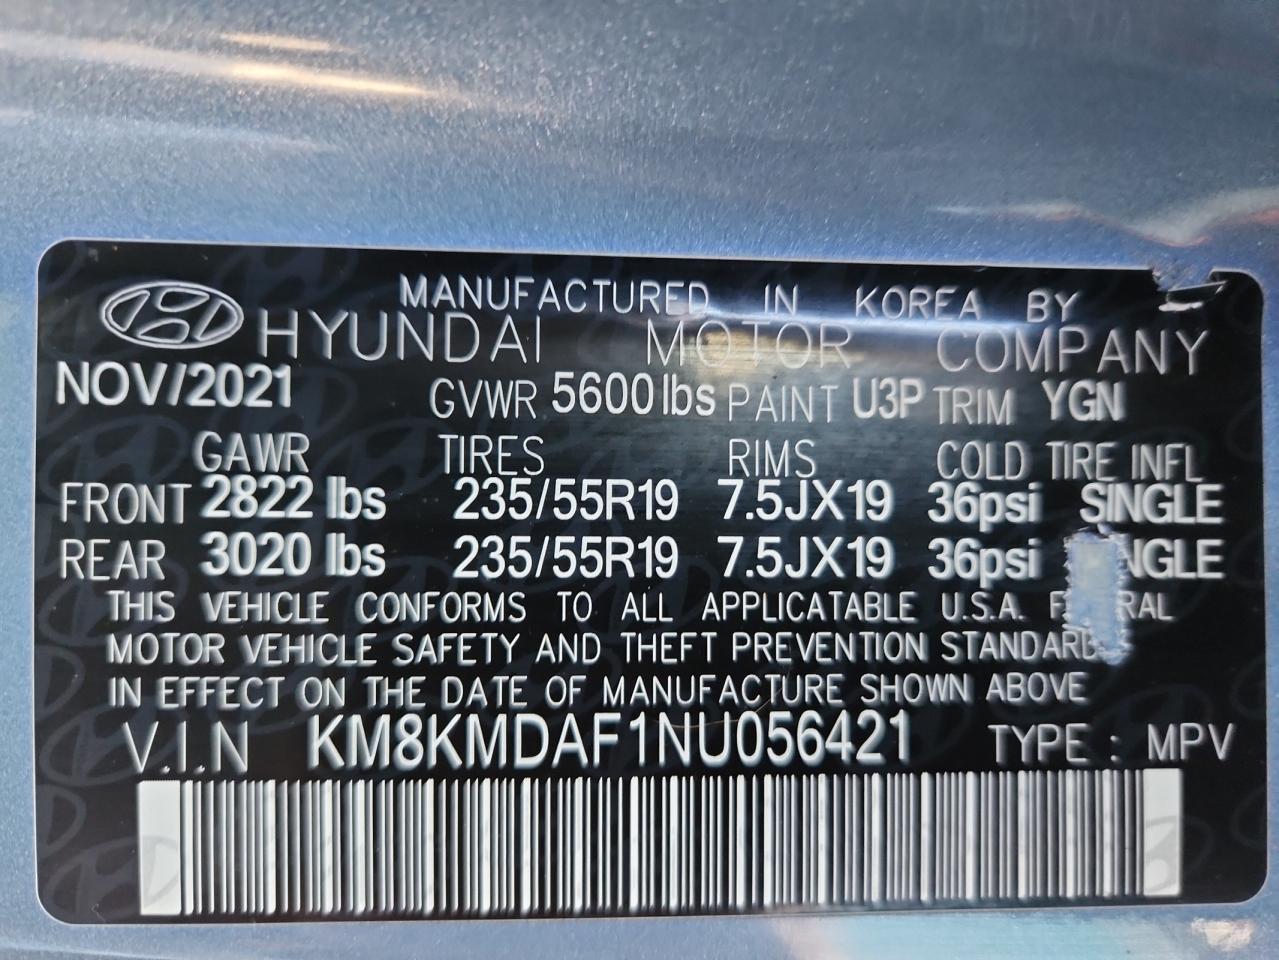 MANUFACTURED IN KOREA BY
HYUNDAI MOTOR COMPANY
NOV/2021 GVWR 5600 lbs PAINT U3P TRIM YGN
GAWR TIRES RIMS COLD TIRE INFL
FRONT 2822 lbs 235/55R19 7.5JX19 36psi SINGLE
REAR 3020 lbs 235/55R19 7.5JX19 36psi NGLE
THIS VEHICLE CONFORMS TO ALL APPLICATABLE U.S.A. F RAL
MOTOR VEHICLE SAFETY AND THEFT PREVENTION STANDARD
IN EFFECT ON THE DATE OF MANUFACTURE SHOWN ABOVE
V.I.N KM8KMDAF1NU056421 TYPE : MPV